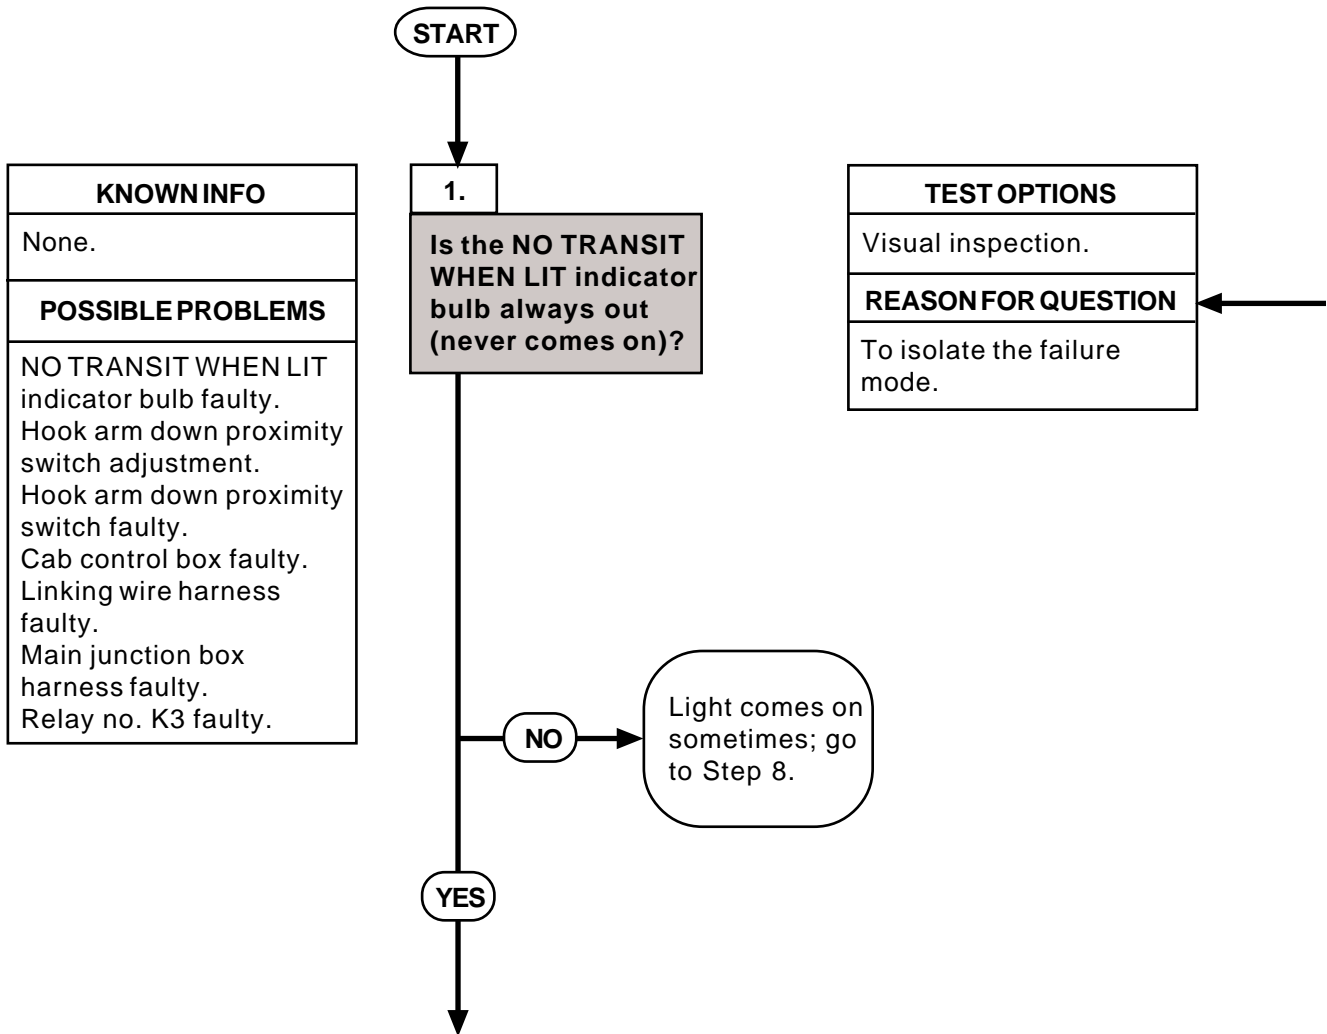 START
KNOWN INFO
None.
POSSIBLE PROBLEMS
NO TRANSIT WHEN LIT
indicator bulb faulty.
Hook arm down proximity
switch adjustment.
Hook arm down proximity
switch faulty.
Cab control box faulty.
Linking wire harness
faulty.
Main junction box
harness faulty.
Relay no. K3 faulty.
1.
Is the NO TRANSIT
WHEN LIT indicator
bulb always out
(never comes on)?
TEST OPTIONS
Visual inspection.
REASON FOR QUESTION
To isolate the failure
mode.
NO
Light comes on
sometimes; go
to Step 8.
YES